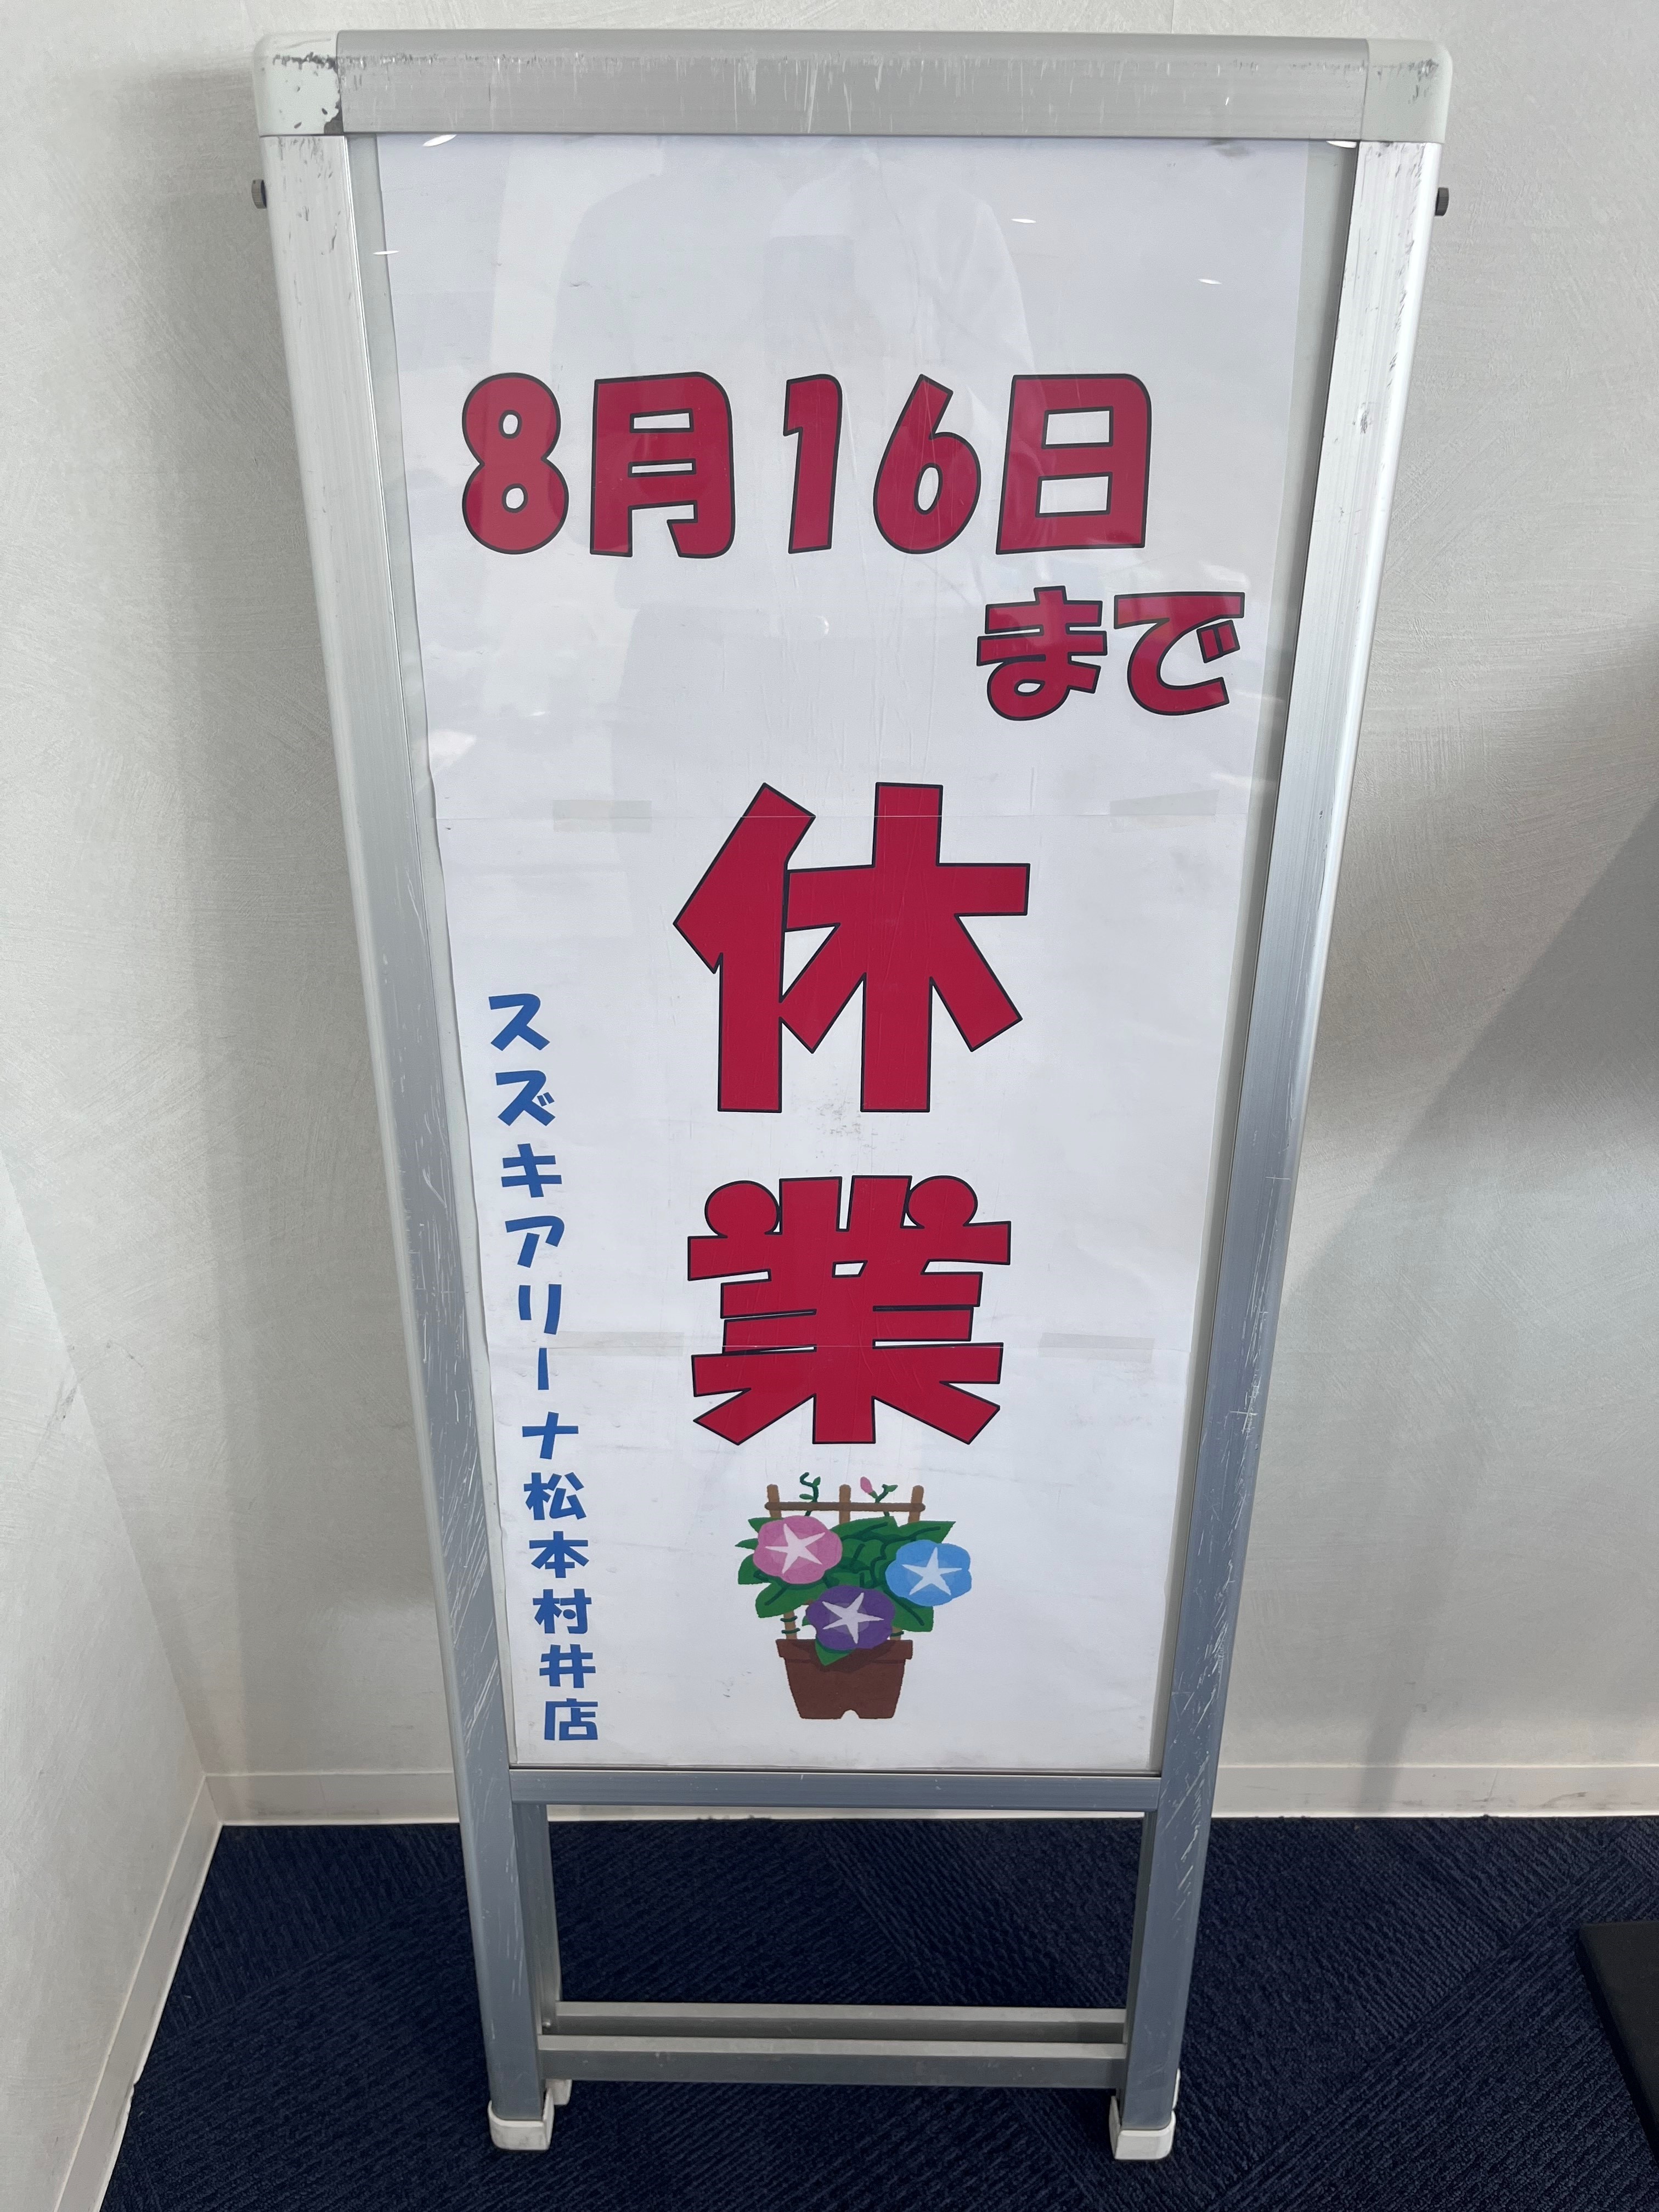 8月16日
まで
休業
スズキアリーナ松本村井店